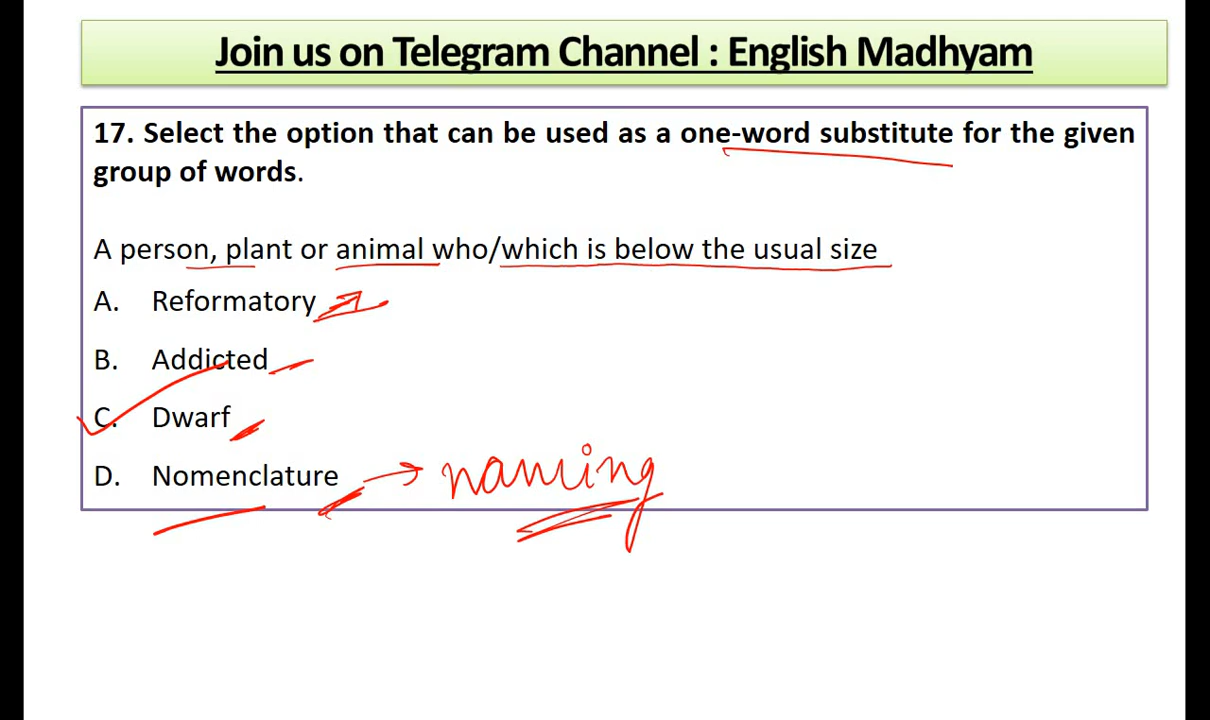 Join us on Telegram Channel : English Madhyam
17. Select the option that can be used as a one-word substitute for the given
group of words.
A person, plant or animal who/which is below the usual size
A. Reformatory
B. Addicted
C. Dwarf
D. Nomenclature → naming